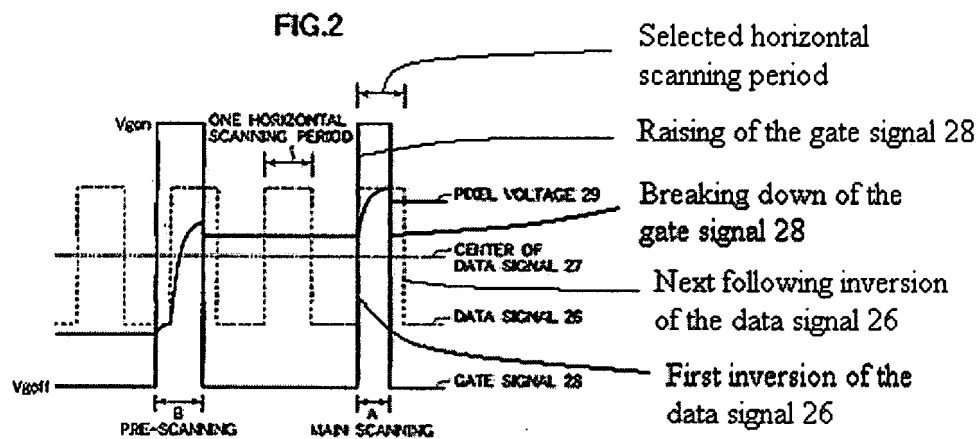 FIG.2
Selected horizontal
scanning period
ONE HORIZONTAL
SCANNING PERIOD
Vgon
Raising of the gate signal 28
PIXEL VOLTAGE 29
Breaking down of the
gate signal 28
CENTER OF
DATA SIGNAL 27
Next following inversion
of the data signal 26
DATA SIGNAL 26
Vgoff
GATE SIGNAL 28
First inversion of the
data signal 26
B
A
PRE-SCANNING
MAIN SCANNING